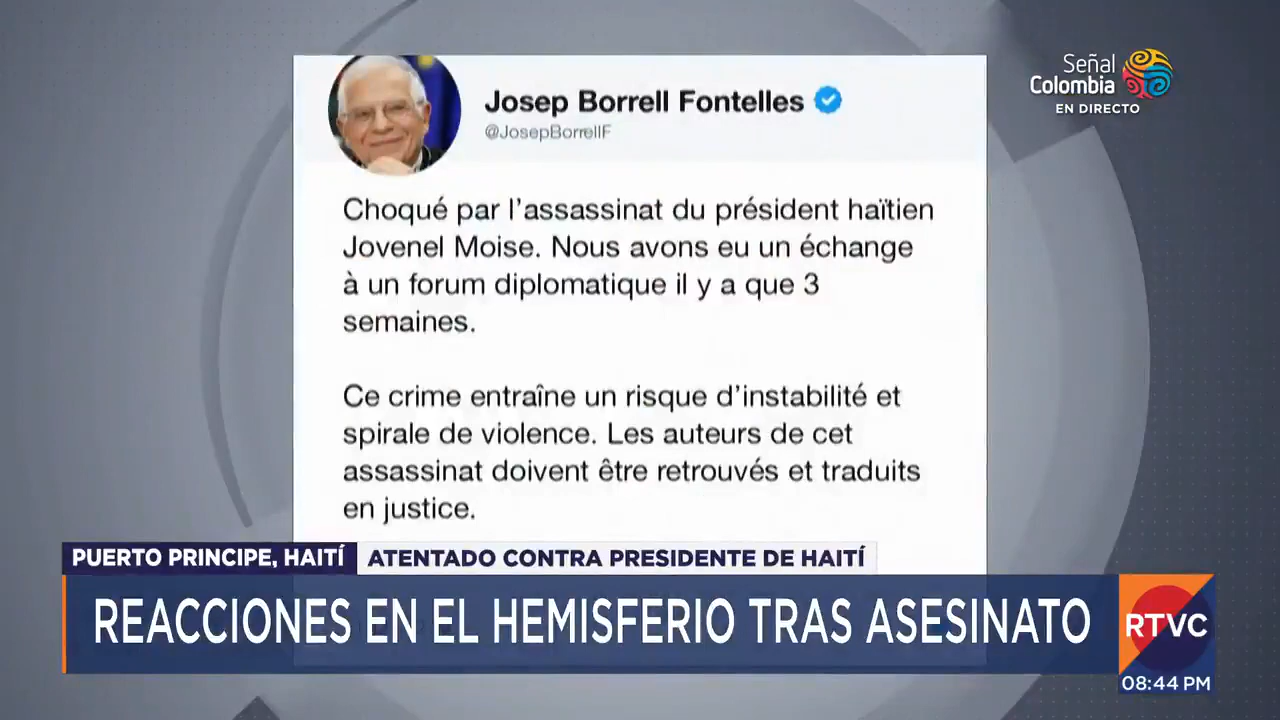 Señal
Colombia
EN DIRECTO
Josep Borrell Fontelles
@JosepBorrellF
Choqué par l'assassinat du président haïtien
Jovenel Moise. Nous avons eu un échange
à un forum diplomatique il y a que 3
semaines.
Ce crime entraîne un risque d'instabilité et
spirale de violence. Les auteurs de cet
assassinat doivent être retrouvés et traduits
en justice.
PUERTO PRINCIPE, HAITÍ
ATENTADO CONTRA PRESIDENTE DE HAITÍ
REACCIONES EN EL HEMISFERIO TRAS ASESINATO
RTVC
08:44 PM